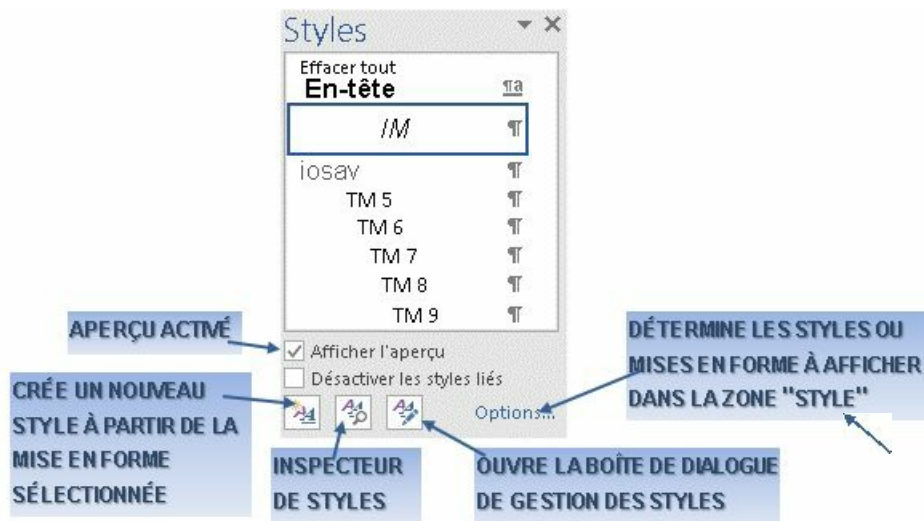 Styles
Effacer tout
En-tête
IM
iosav
TM 5
TM 6
TM 7
TM 8
TM 9
APERÇU ACTIVÉ
Afficher l'aperçu
Désactiver les styles liés
Options...
DÉTERMINE LES STYLES OU
MISES EN FORME À AFFICHER
DANS LA ZONE "STYLE"
CRÉE UN NOUVEAU
STYLE À PARTIR DE LA
MISE EN FORME
SÉLECTIONNÉE
INSPECTEUR
DE STYLES
OUVRE LA BOÎTE DE DIALOGUE
DE GESTION DES STYLES